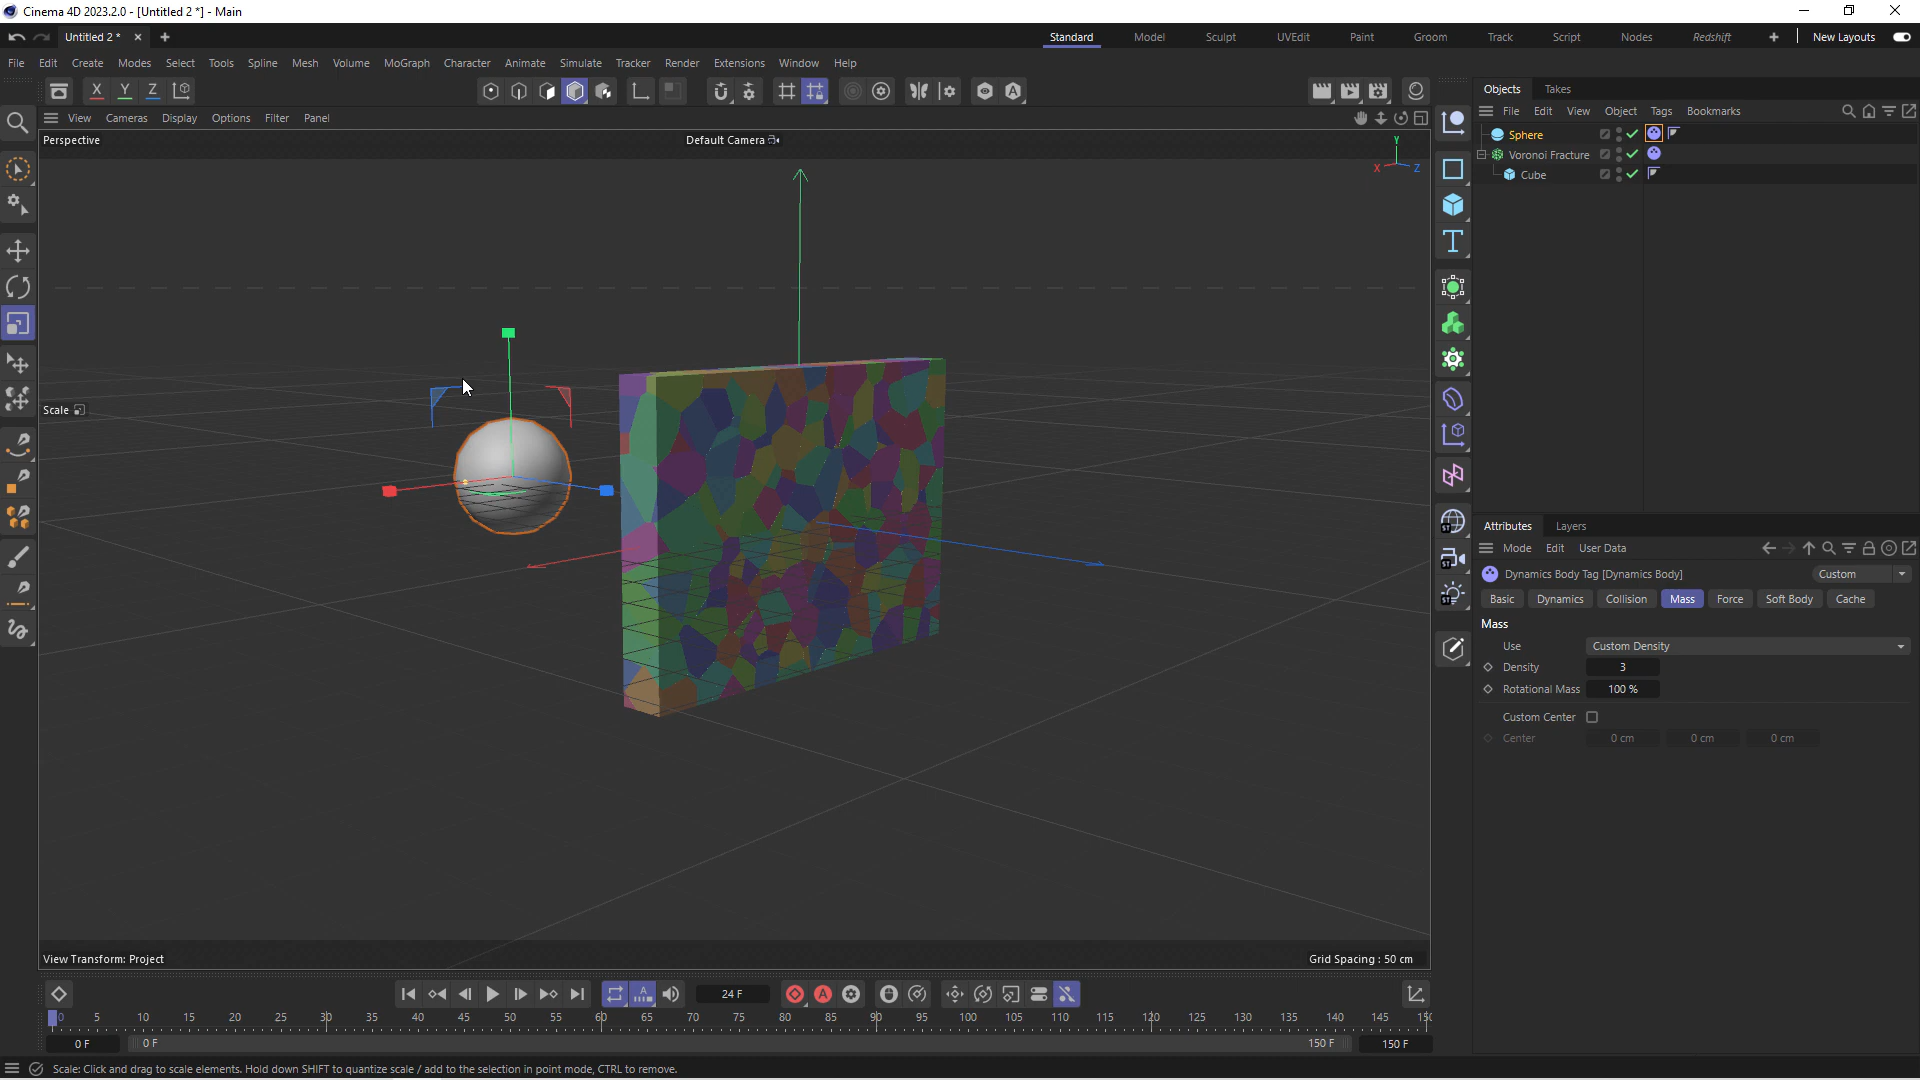 Cinema 4D 2023.2.0 - [Untitled 2 *] - Main
Untitled 2 *
Standard Model Sculpt UVEdit Paint Groom Track Script Nodes Redshift New Layouts
File Edit Create Modes Select Tools Spline Mesh Volume MoGraph Character Animate Simulate Tracker Render Extensions Window Help
X Y Z
View Cameras Display Options Filter Panel
Perspective
Default Camera
Y
X Z
Scale
Objects Takes
File Edit View Object Tags Bookmarks
Sphere
Voronoi Fracture
Cube
ST
ST
ST
Attributes Layers
Mode Edit User Data
Dynamics Body Tag [Dynamics Body] Custom
Basic Dynamics Collision Mass Force Soft Body Cache
Mass
Use Custom Density
Density 3
Rotational Mass 100 %
Custom Center
Center 0 cm 0 cm 0 cm
View Transform: Project
Grid Spacing : 50 cm
A 24 F A
0 5 10 15 20 25 30 35 40 45 50 55 60 65 70 75 80 85 90 95 100 105 110 115 120 125 130 135 140 145 15
0 F 0 F 150 F 150 F
Scale: Click and drag to scale elements. Hold down SHIFT to quantize scale / add to the selection in point mode, CTRL to remove.